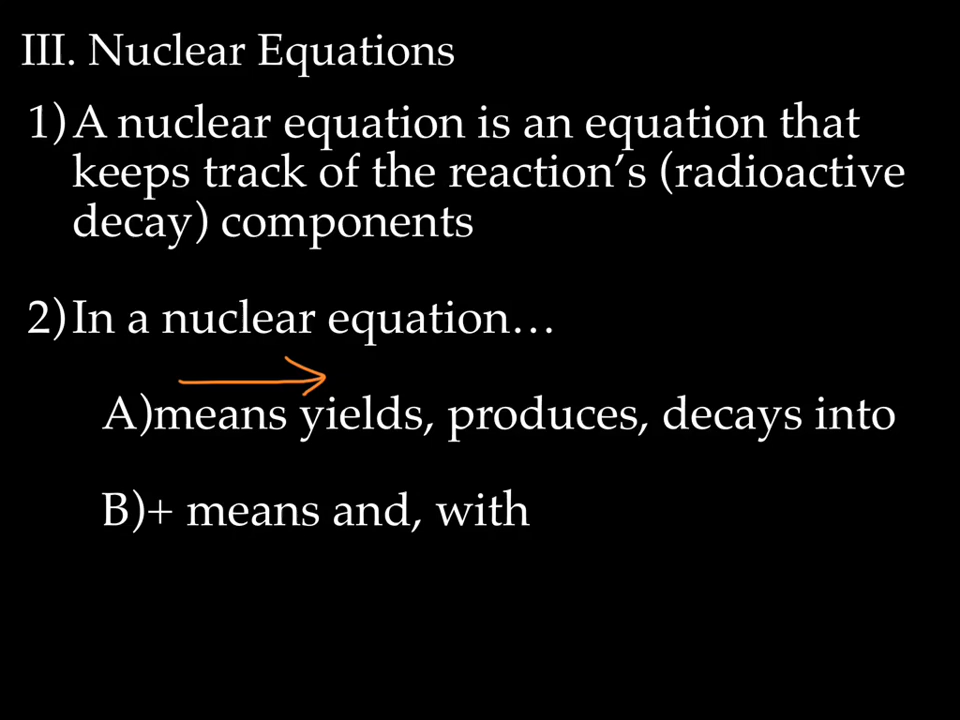 III. Nuclear Equations
1) A nuclear equation is an equation that
keeps track of the reaction’s (radioactive
decay) components
2) In a nuclear equation…
A)means yields, produces, decays into
B)+ means and, with